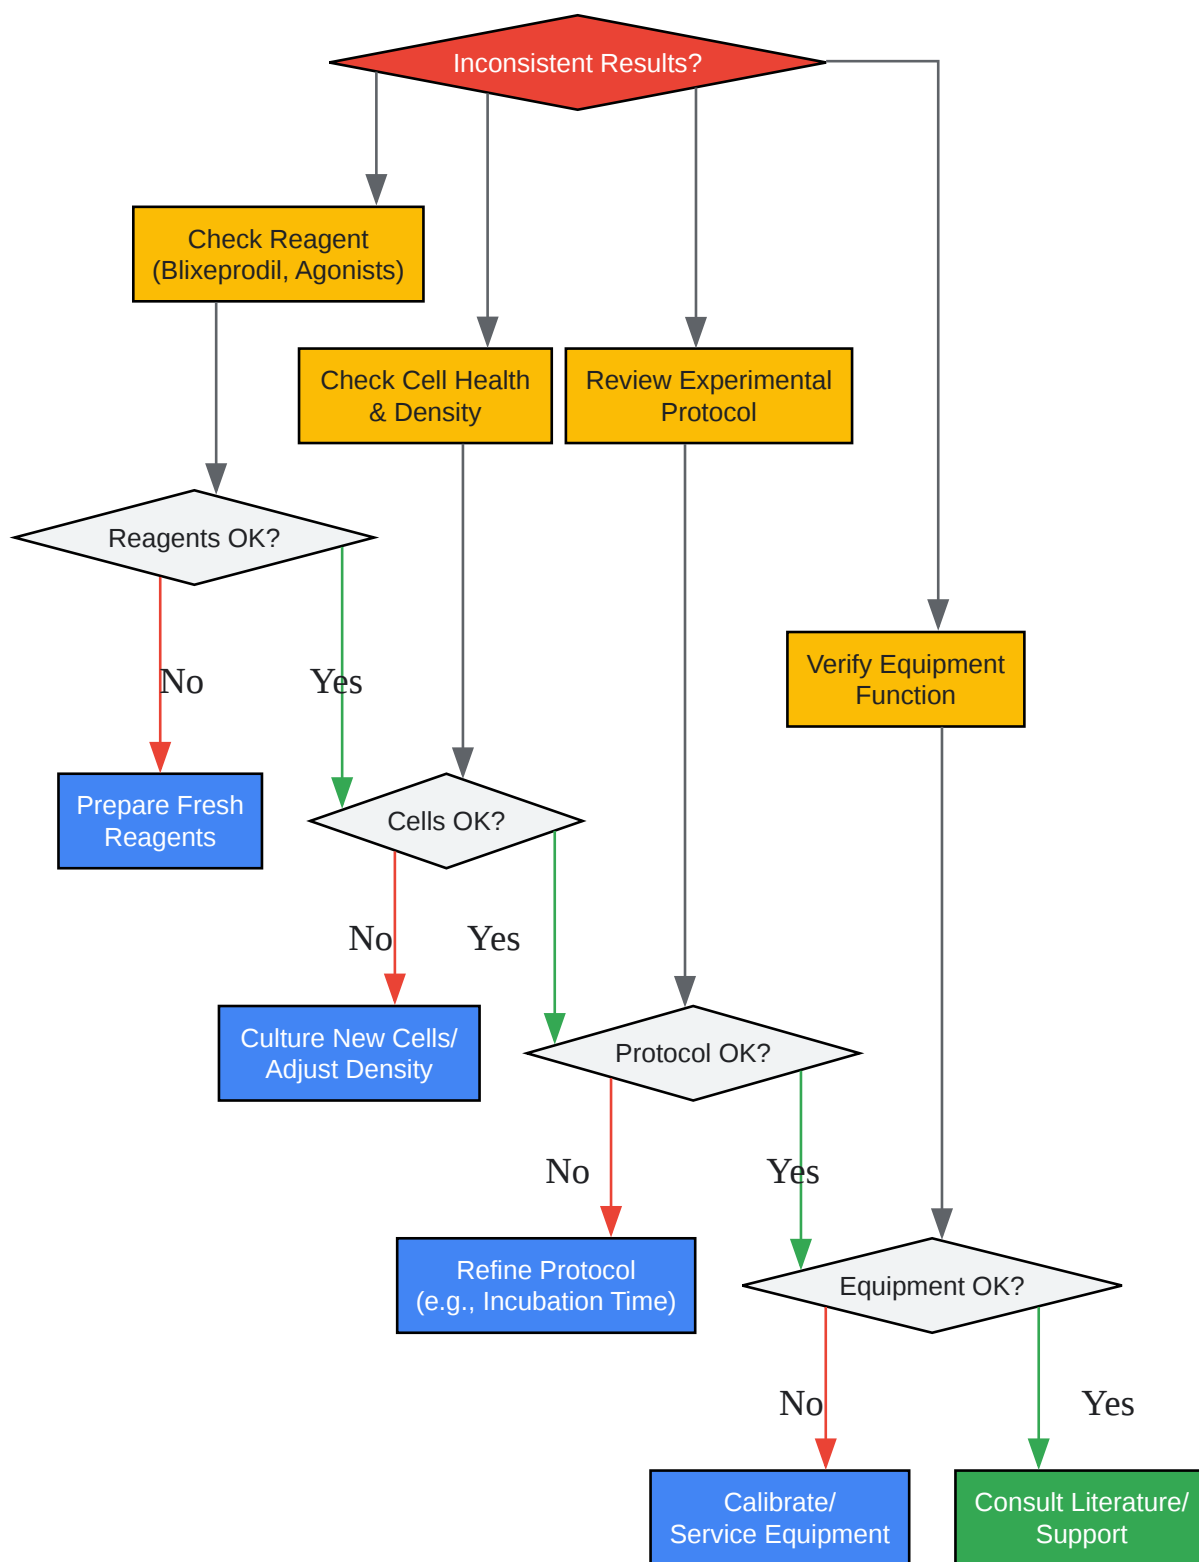 Inconsistent Results?
Check Reagent
(Blixeprodil, Agonists)
Check Cell Health
& Density
Review Experimental
Protocol
Reagents OK?
Verify Equipment
Function
No
Yes
Prepare Fresh
Reagents
Cells OK?
No
Yes
Culture New Cells/
Adjust Density
Protocol OK?
No
Yes
Refine Protocol
(e.g., Incubation Time)
Equipment OK?
No
Yes
Calibrate/
Service Equipment
Consult Literature/
Support